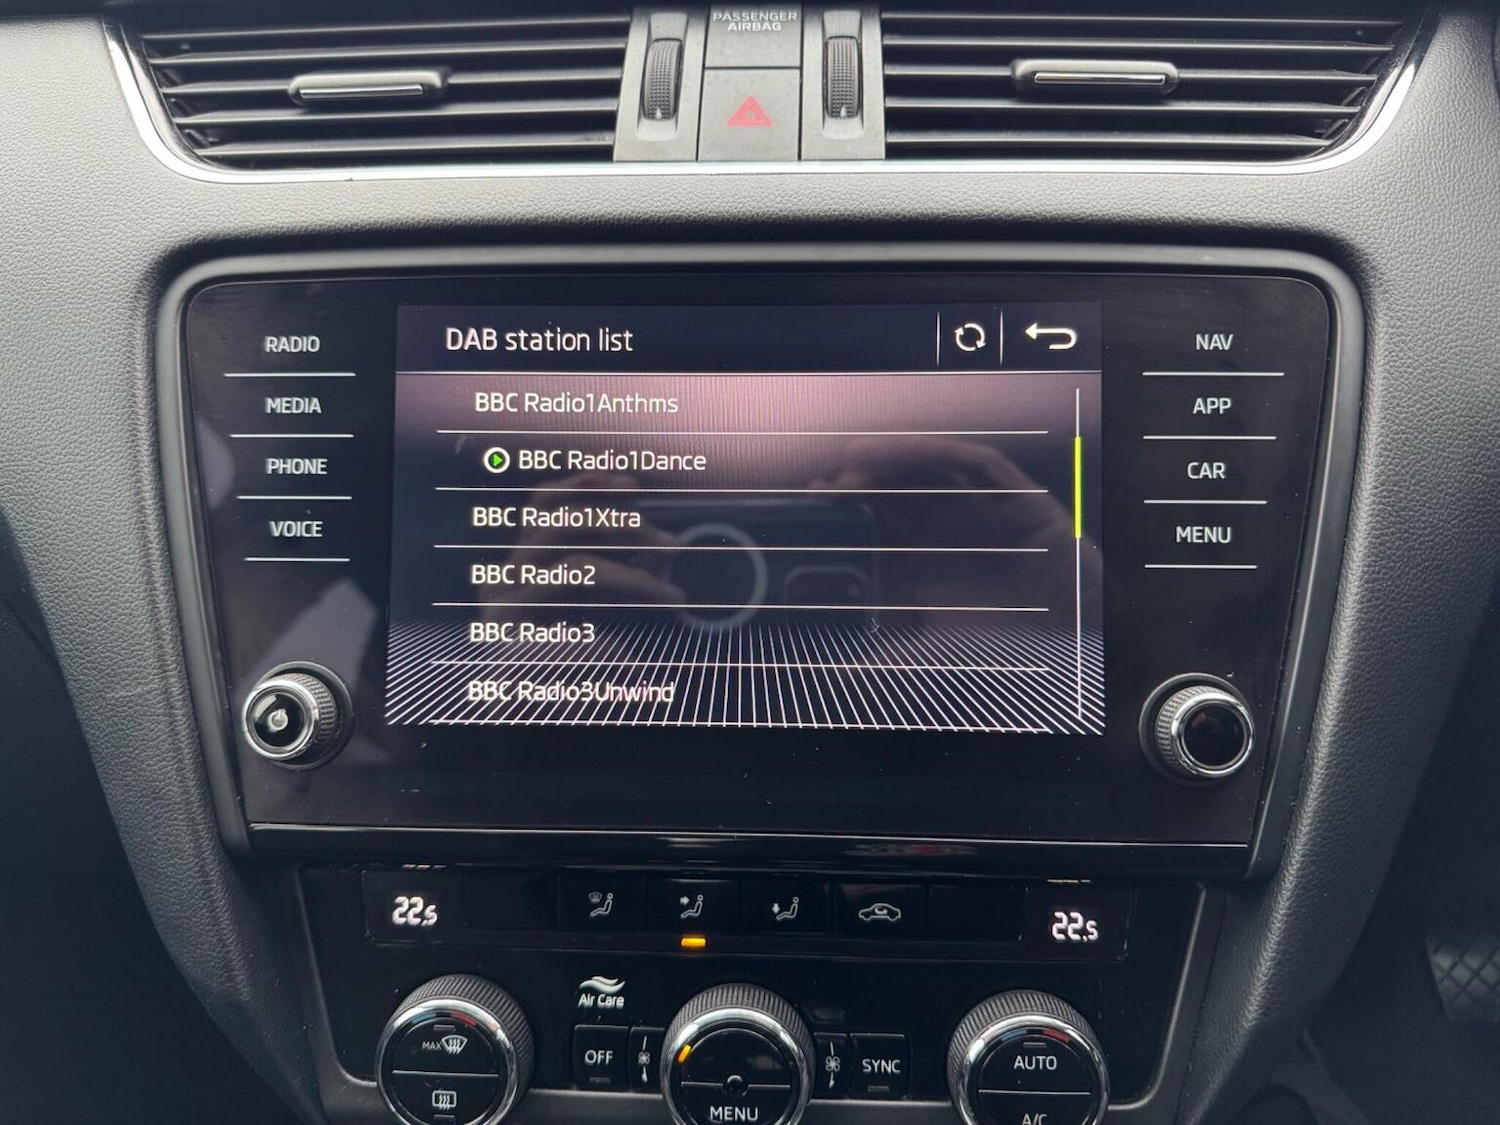 PASSENGER
AIRBAG
DAB station list
RADIO
MEDIA
PHONE
VOICE
BBC Radio1Anthms
BBC Radio1Dance
BBC Radio1Xtra
BBC Radio2
BBC Radio3
BBC Radio3Unwind
NAV
APP
CAR
MENU
22.5
22.5
Air Care
MAX
OFF
MENU
SYNC
AUTO
A/C